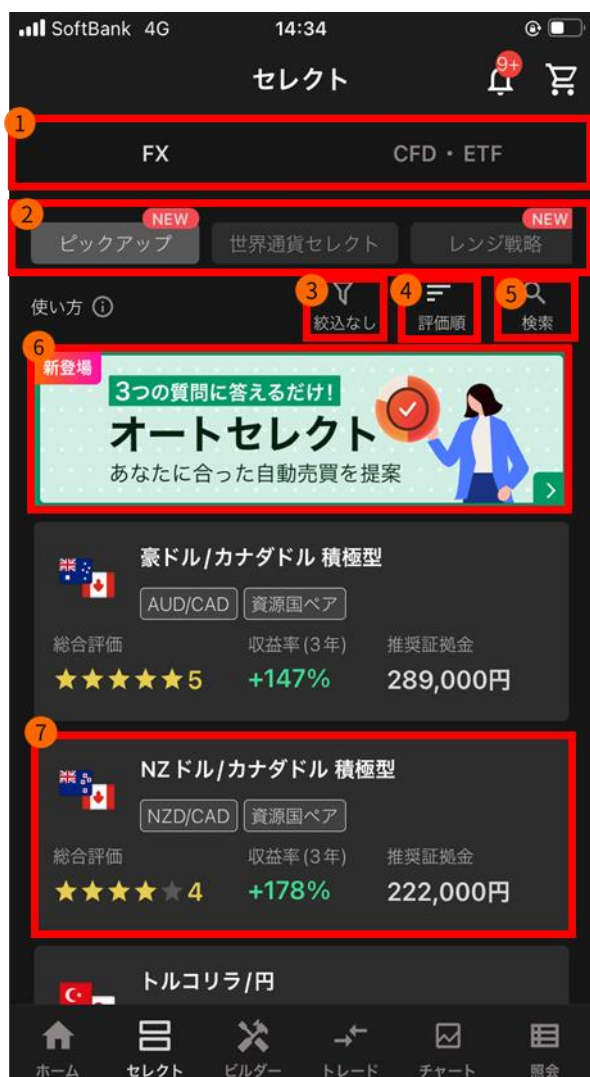 SoftBank 4G 14:34
セレクト 9+
1
FX CFD・ETF
2
NEW NEW
ピックアップ 世界通貨セレクト レンジ戦略
3 4 5
使い方 絞込なし 評価順 検索
6
新登場
3つの質問に答えるだけ!
オートセレクト
あなたに合った自動売買を提案
豪ドル/カナダドル 積極型
AUD/CAD 資源国ペア
総合評価 収益率(3年) 推奨証拠金
★★★★★5 +147% 289,000円
7
NZドル/カナダドル 積極型
NZD/CAD 資源国ペア
総合評価 収益率(3年) 推奨証拠金
★★★★★4 +178% 222,000円
トルコリラ/円
ホーム セレクト ビルダー トレード チャート 照会